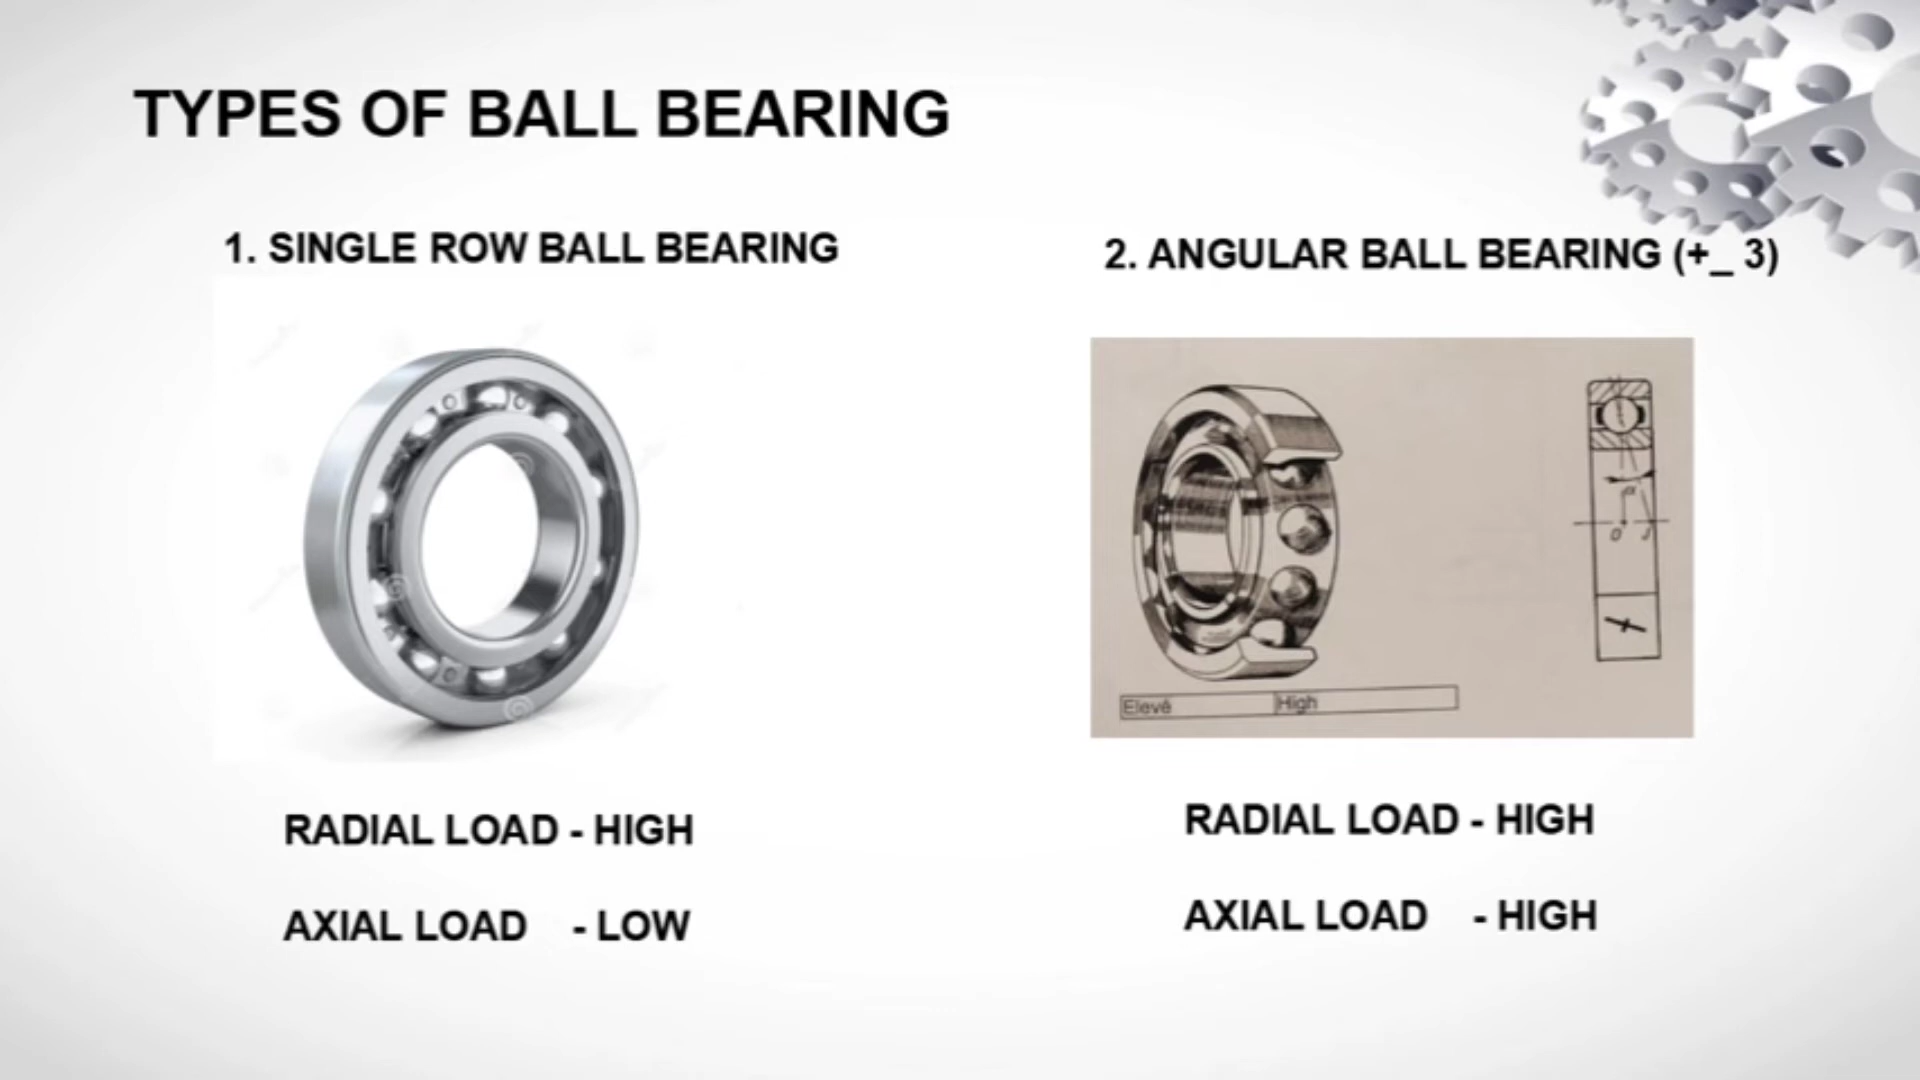 TYPES OF BALL BEARING
1. SINGLE ROW BALL BEARING
2. ANGULAR BALL BEARING (+_ 3)
Elevé
High
RADIAL LOAD - HIGH
AXIAL LOAD - LOW
RADIAL LOAD - HIGH
AXIAL LOAD - HIGH